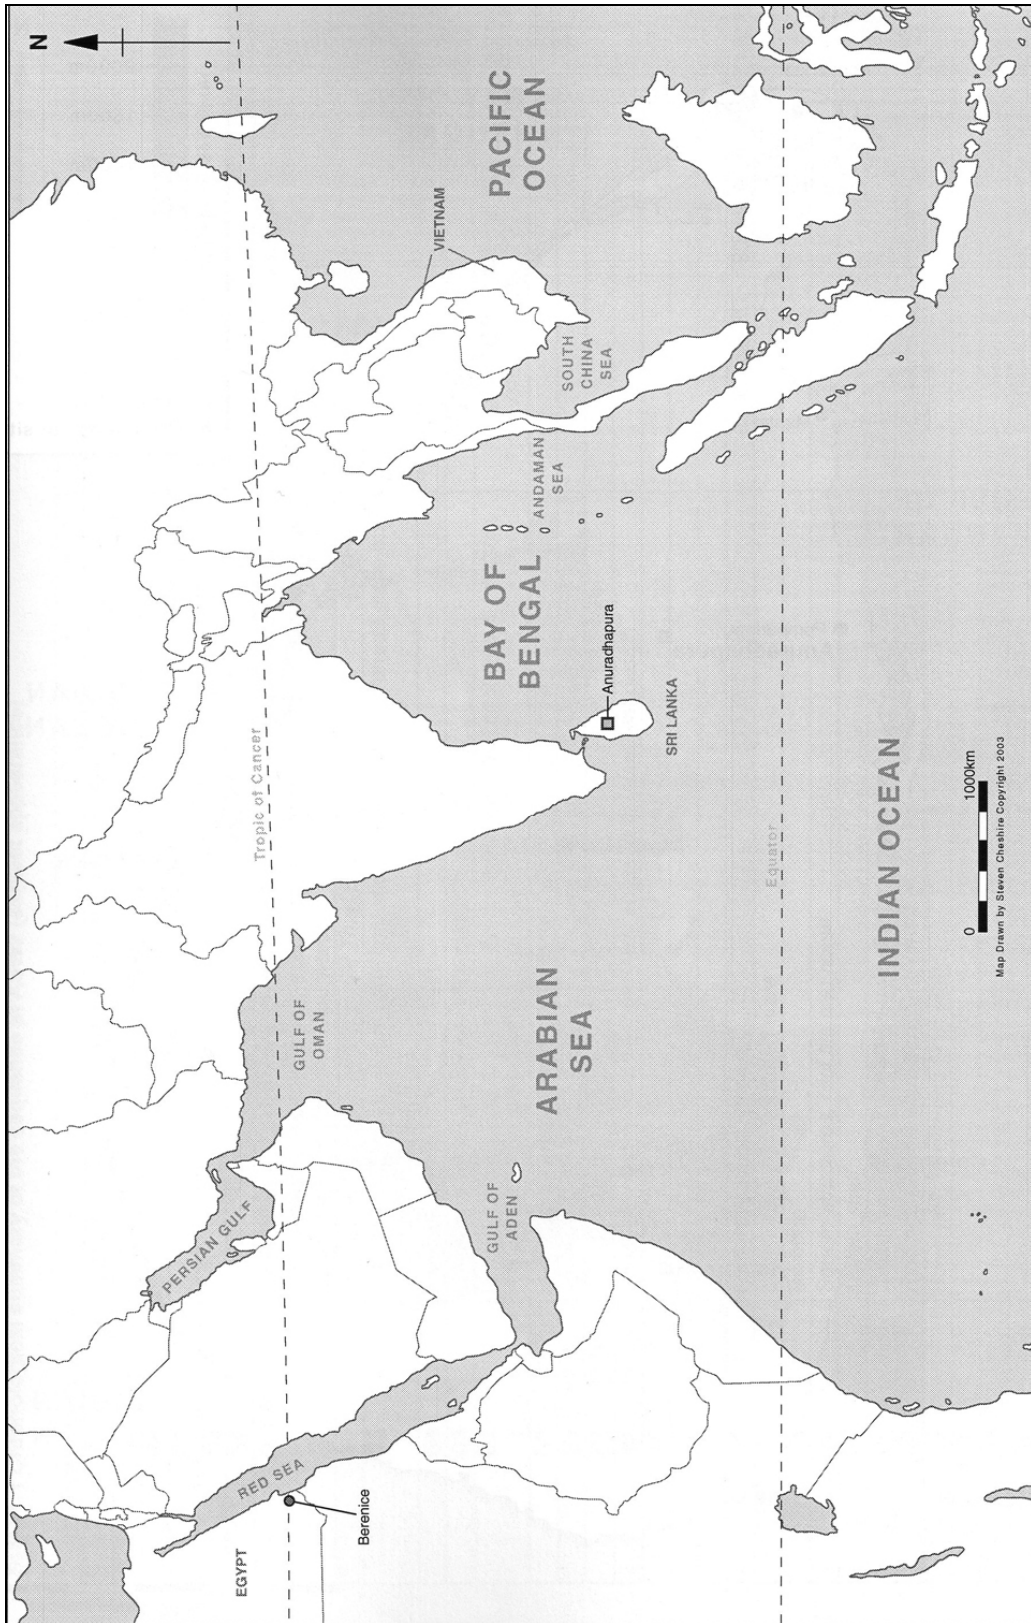 N
PACIFIC
OCEAN
VIETNAM
SOUTH
CHINA
SEA
ANDAMAN
SEA
BAY OF
BENGAL
Anuradhapura
SRI LANKA
Tropic of Cancer
Equator
INDIAN OCEAN
0
1000km
Map Drawn by Steven Cheshire Copyright 2003
GULF OF
OMAN
ARABIAN
SEA
GULF OF
ADEN
PERSIAN GULF
RED SEA
Berenice
EGYPT